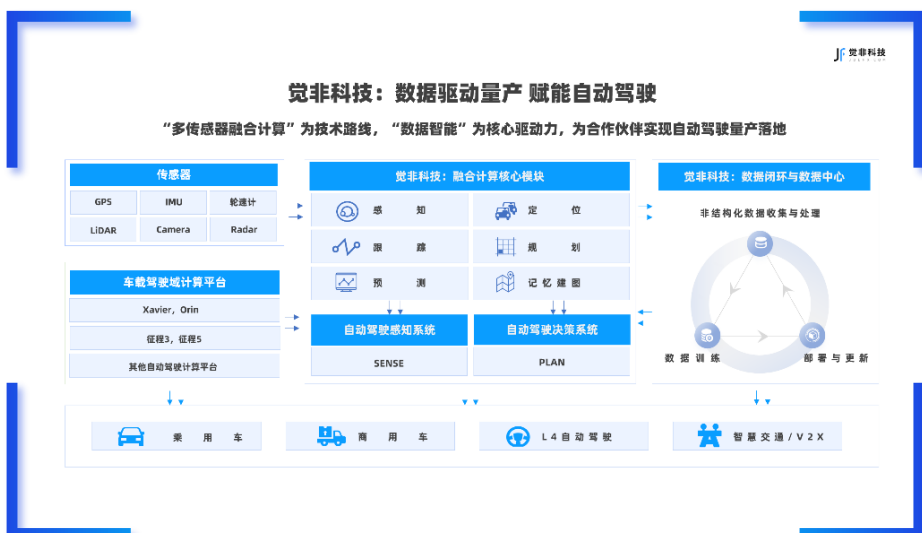 觉非科技
觉非科技：数据驱动量产 赋能自动驾驶
“多传感器融合计算”为技术路线，“数据智能”为核心驱动力，为合作伙伴实现自动驾驶量产落地
传感器
GPS
IMU
轮速计
LiDAR
Camera
Radar
车载驾驶域计算平台
Xavier，Orin
征程3，征程5
其他自动驾驶计算平台
觉非科技：融合计算核心模块
感 知
定 位
跟 踪
规 划
预 测
记忆建图
自动驾驶感知系统
自动驾驶决策系统
SENSE
PLAN
觉非科技：数据闭环与数据中心
非结构化数据收集与处理
数据训练
部署与更新
乘 用 车
商 用 车
L4自动驾驶
智慧交通/V2X